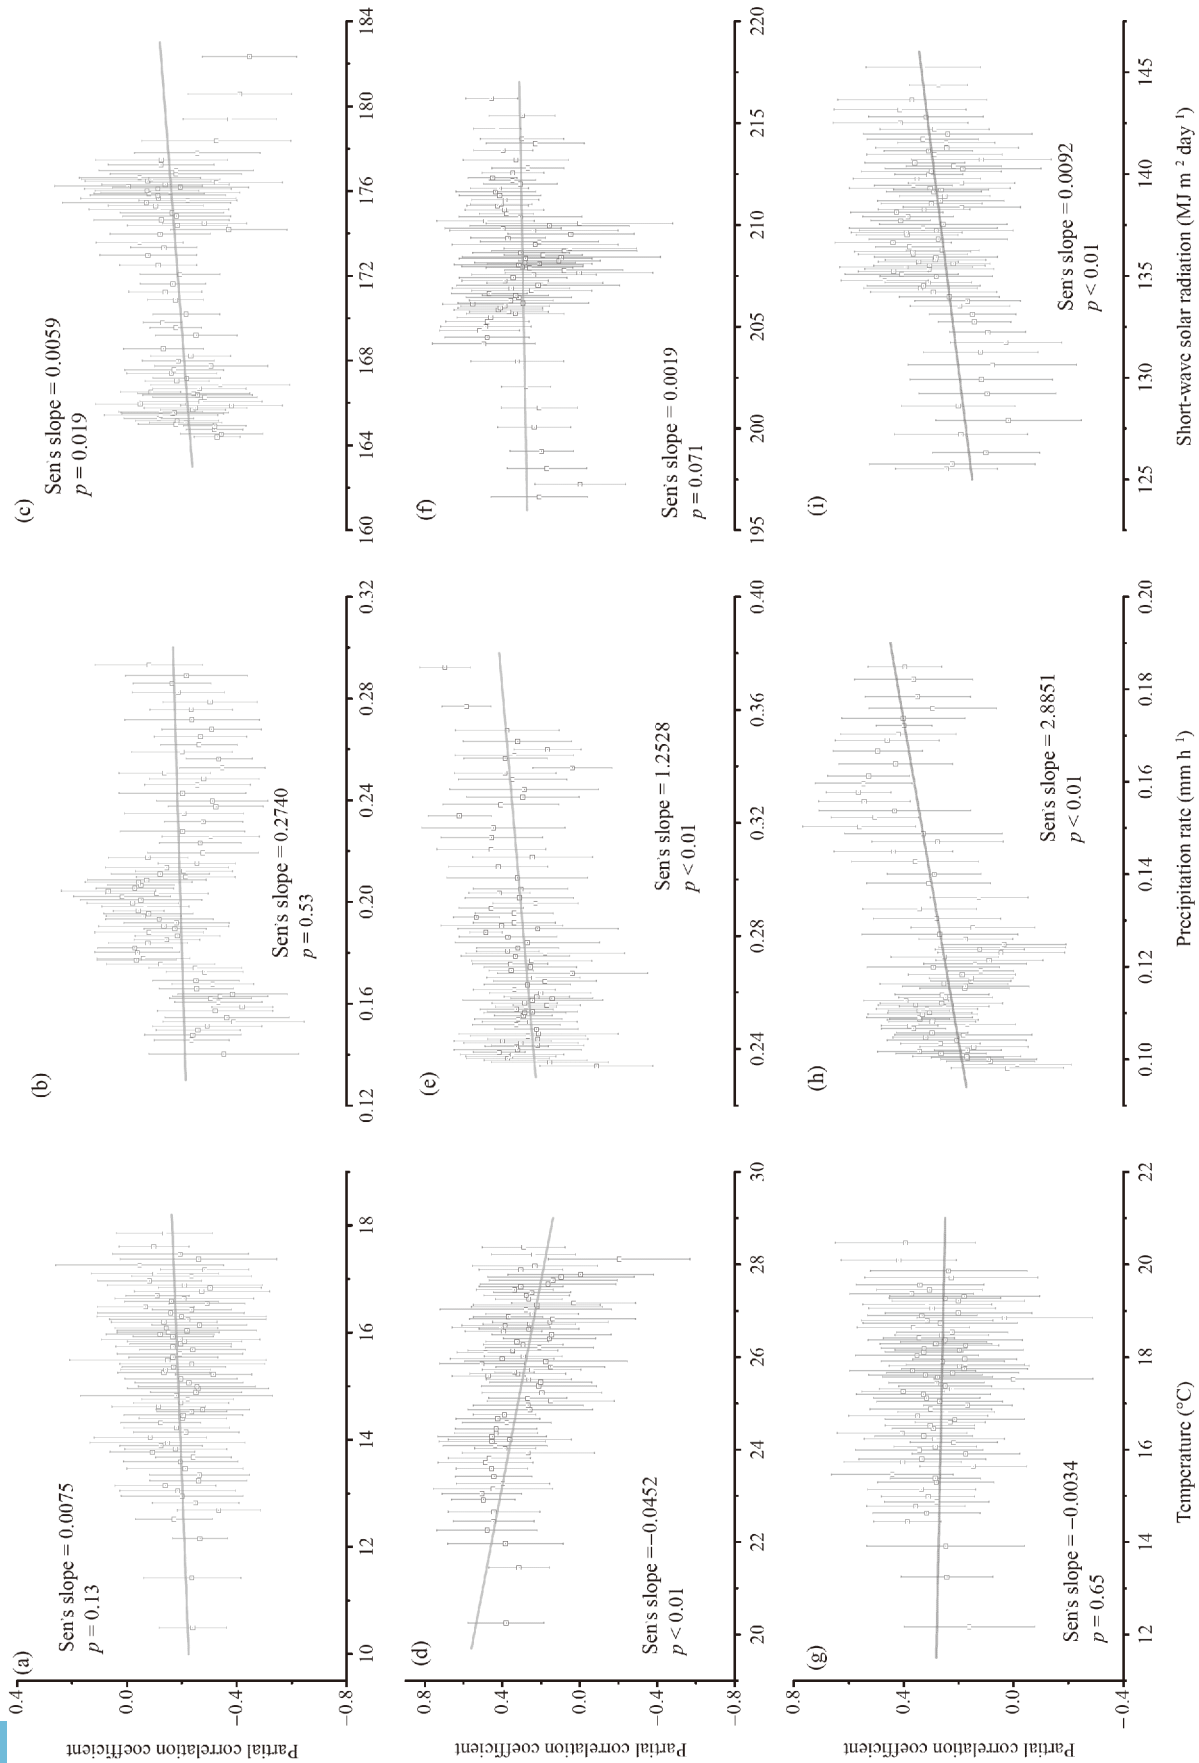 (a)
Sen's slope = 0.0075
p = 0.13
0.4
0.0
−0.4
Partial correlation coefficient
10
12
14
16
18
(b)
Sen's slope = 0.2740
p = 0.53
0.12
0.16
0.20
0.24
0.28
0.32
(c)
Sen's slope = 0.0059
p = 0.019
160
164
168
172
176
180
184
(d)
Sen's slope =−0.0452
p < 0.01
0.8
0.4
0.0
−0.4
Partial correlation coefficient
20
22
24
26
28
30
(e)
Sen's slope = 1.2528
p < 0.01
0.24
0.28
0.32
0.36
0.40
(f)
Sen's slope = 0.0019
p = 0.071
195
200
205
210
215
220
(g)
Sen's slope = −0.0034
p = 0.65
0.8
0.4
0.0
−0.4
Partial correlation coefficient
12
14
16
18
20
22
Temperature (°C)
(h)
Sen's slope = 2.8851
p < 0.01
0.10
0.12
0.14
0.16
0.18
0.20
Precipitation rate (mm h⁻¹)
(i)
Sen's slope = 0.0092
p < 0.01
125
130
135
140
145
Short-wave solar radiation (MJ m⁻² day⁻¹)